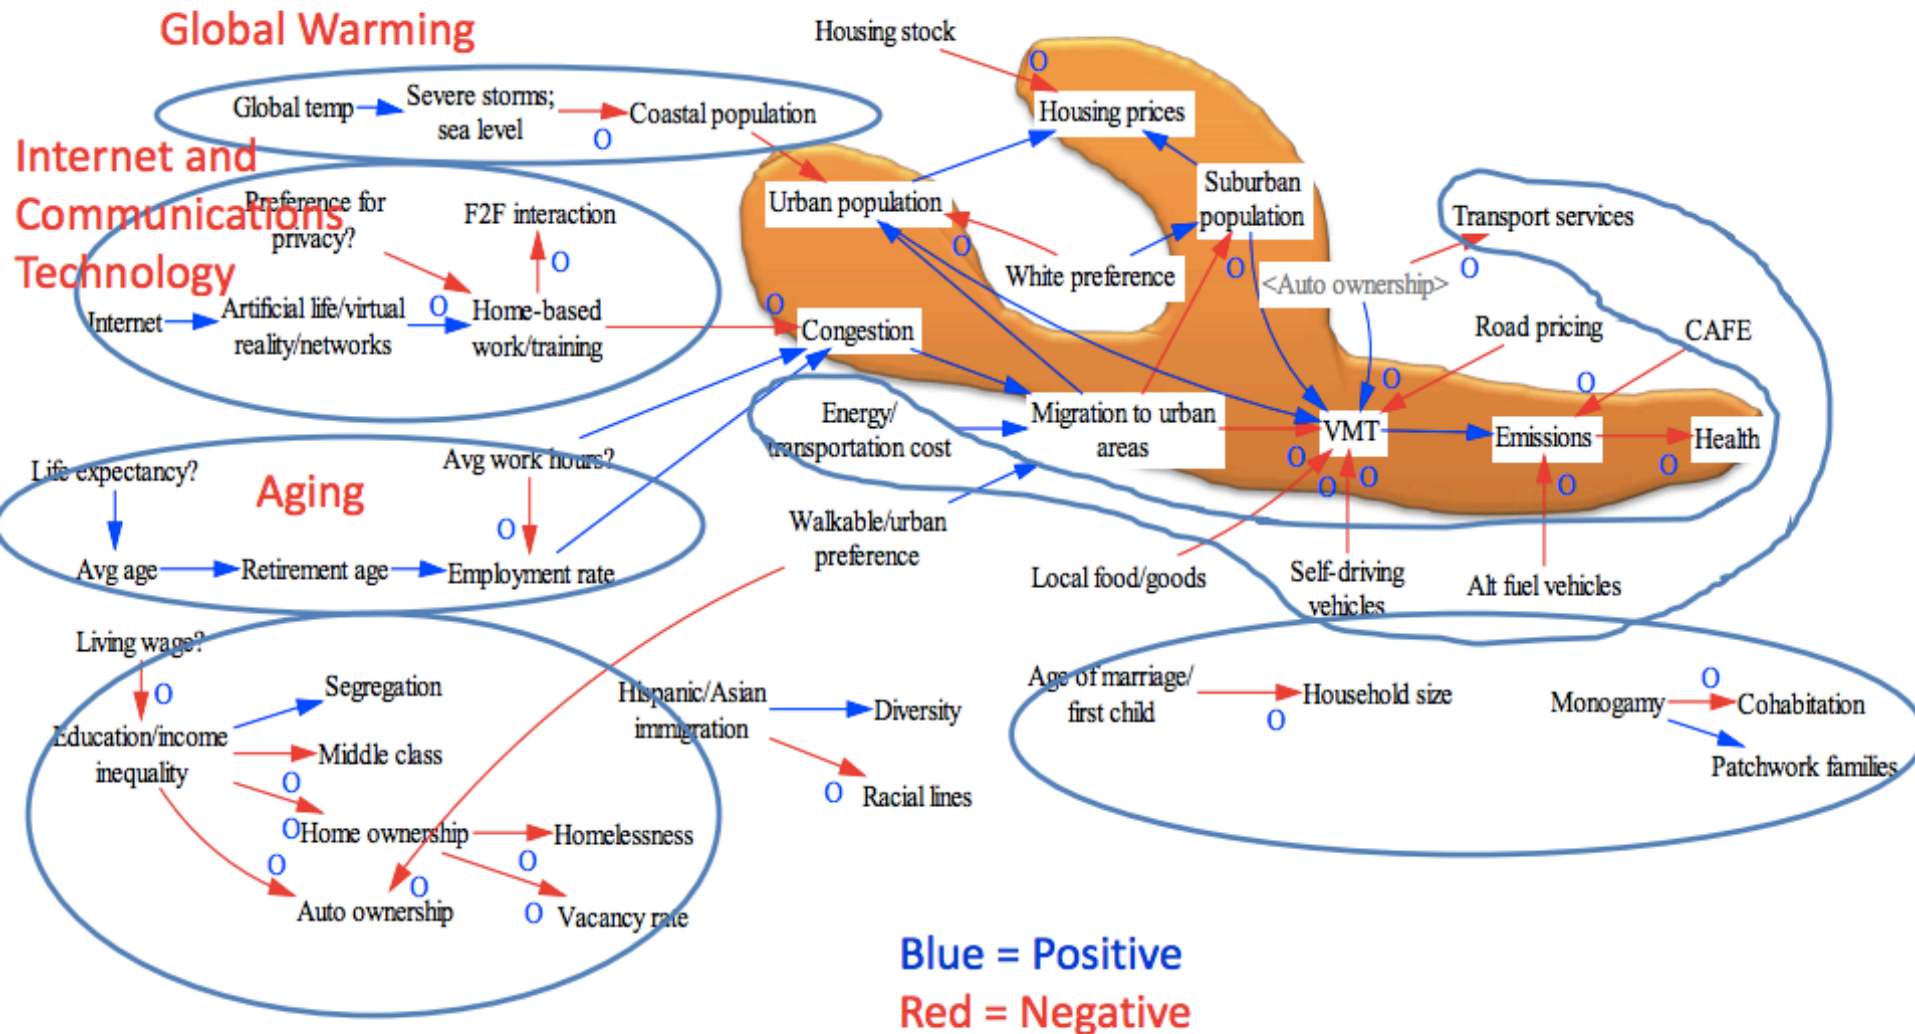 Global Warming
Housing stock
O
Global temp
Severe storms;
sea level
Coastal population
O
Housing prices
Internet and
Communications
Technology
Preference for
privacy?
F2F interaction
O
Internet
Artificial life/virtual
reality/networks
O
Home-based
work/training
Urban population
O
White preference
Suburban
population
O
Transport services
O
<Auto ownership>
O
Congestion
Road pricing
CAFE
Energy/
transportation cost
Migration to urban
areas
O
VMT
O
O
Emissions
O
Health
O
O
O
Walkable/urban
preference
Local food/goods
Self-driving
vehicles
Alt fuel vehicles
Life expectancy?
Aging
Avg work hours?
O
Avg age
Retirement age
Employment rate
Living wage?
O
Segregation
Education/income
inequality
Middle class
O
O
Home ownership
Homelessness
O
O
Auto ownership
O
O
Vacancy rate
Hispanic/Asian
immigration
Diversity
O
Racial lines
Age of marriage/
first child
O
Household size
Monogamy
O
Cohabitation
Patchwork families
Blue = Positive
Red = Negative